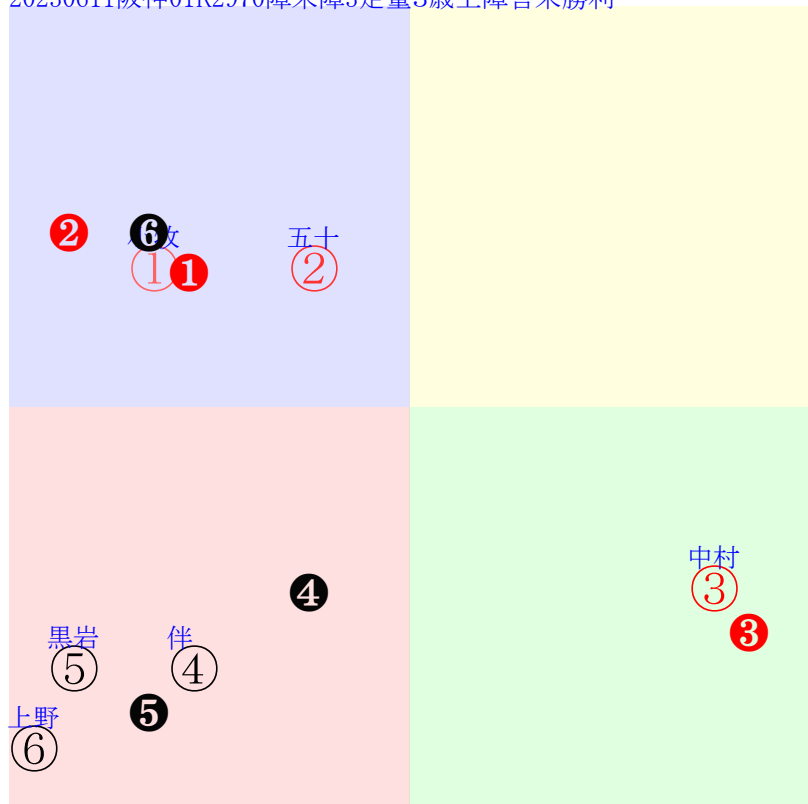 20230611阪神01R2970障未障3定量3歳上障害未勝利
❷ ❻ 五十
① ❶ ②
中村
❹ ③
黒岩 伴 ❸
⑤ ④
上野 ❺
⑥